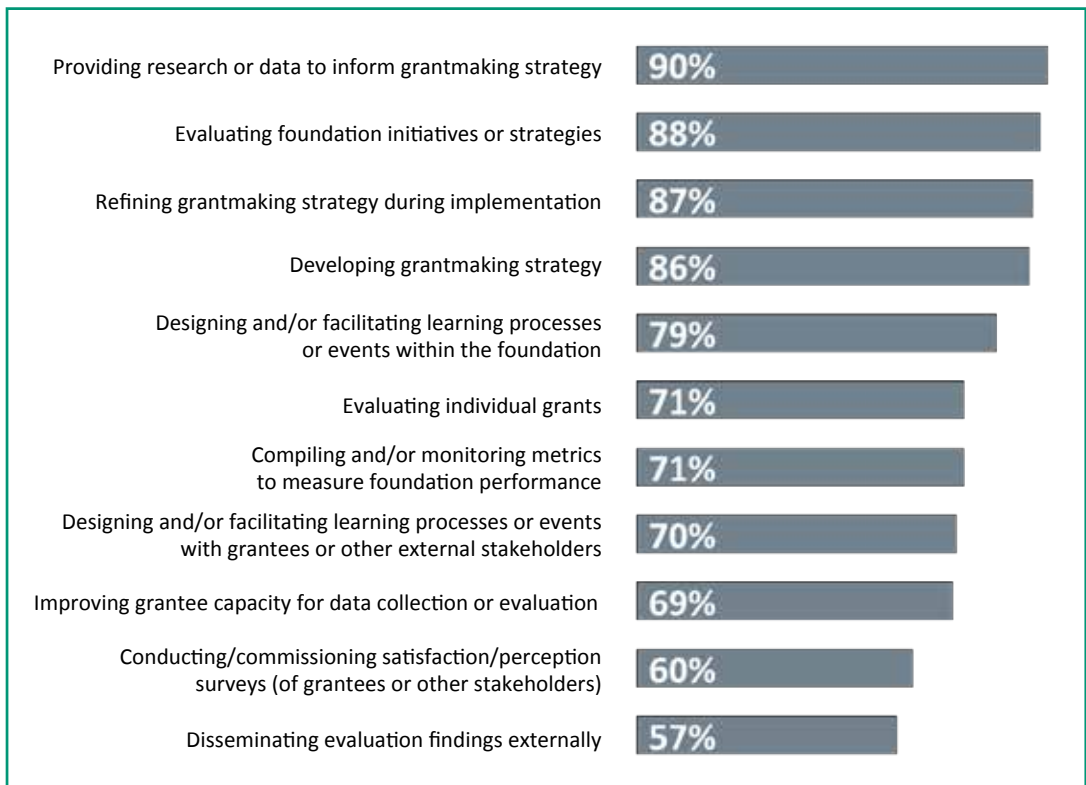 Providing research or data to inform grantmaking strategy 90%
Evaluating foundation initiatives or strategies 88%
Refining grantmaking strategy during implementation 87%
Developing grantmaking strategy 86%
Designing and/or facilitating learning processes
or events within the foundation 79%
Evaluating individual grants 71%
Compiling and/or monitoring metrics
to measure foundation performance 71%
Designing and/or facilitating learning processes or events
with grantees or other external stakeholders 70%
Improving grantee capacity for data collection or evaluation 69%
Conducting/commissioning satisfaction/perception
surveys (of grantees or other stakeholders) 60%
Disseminating evaluation findings externally 57%